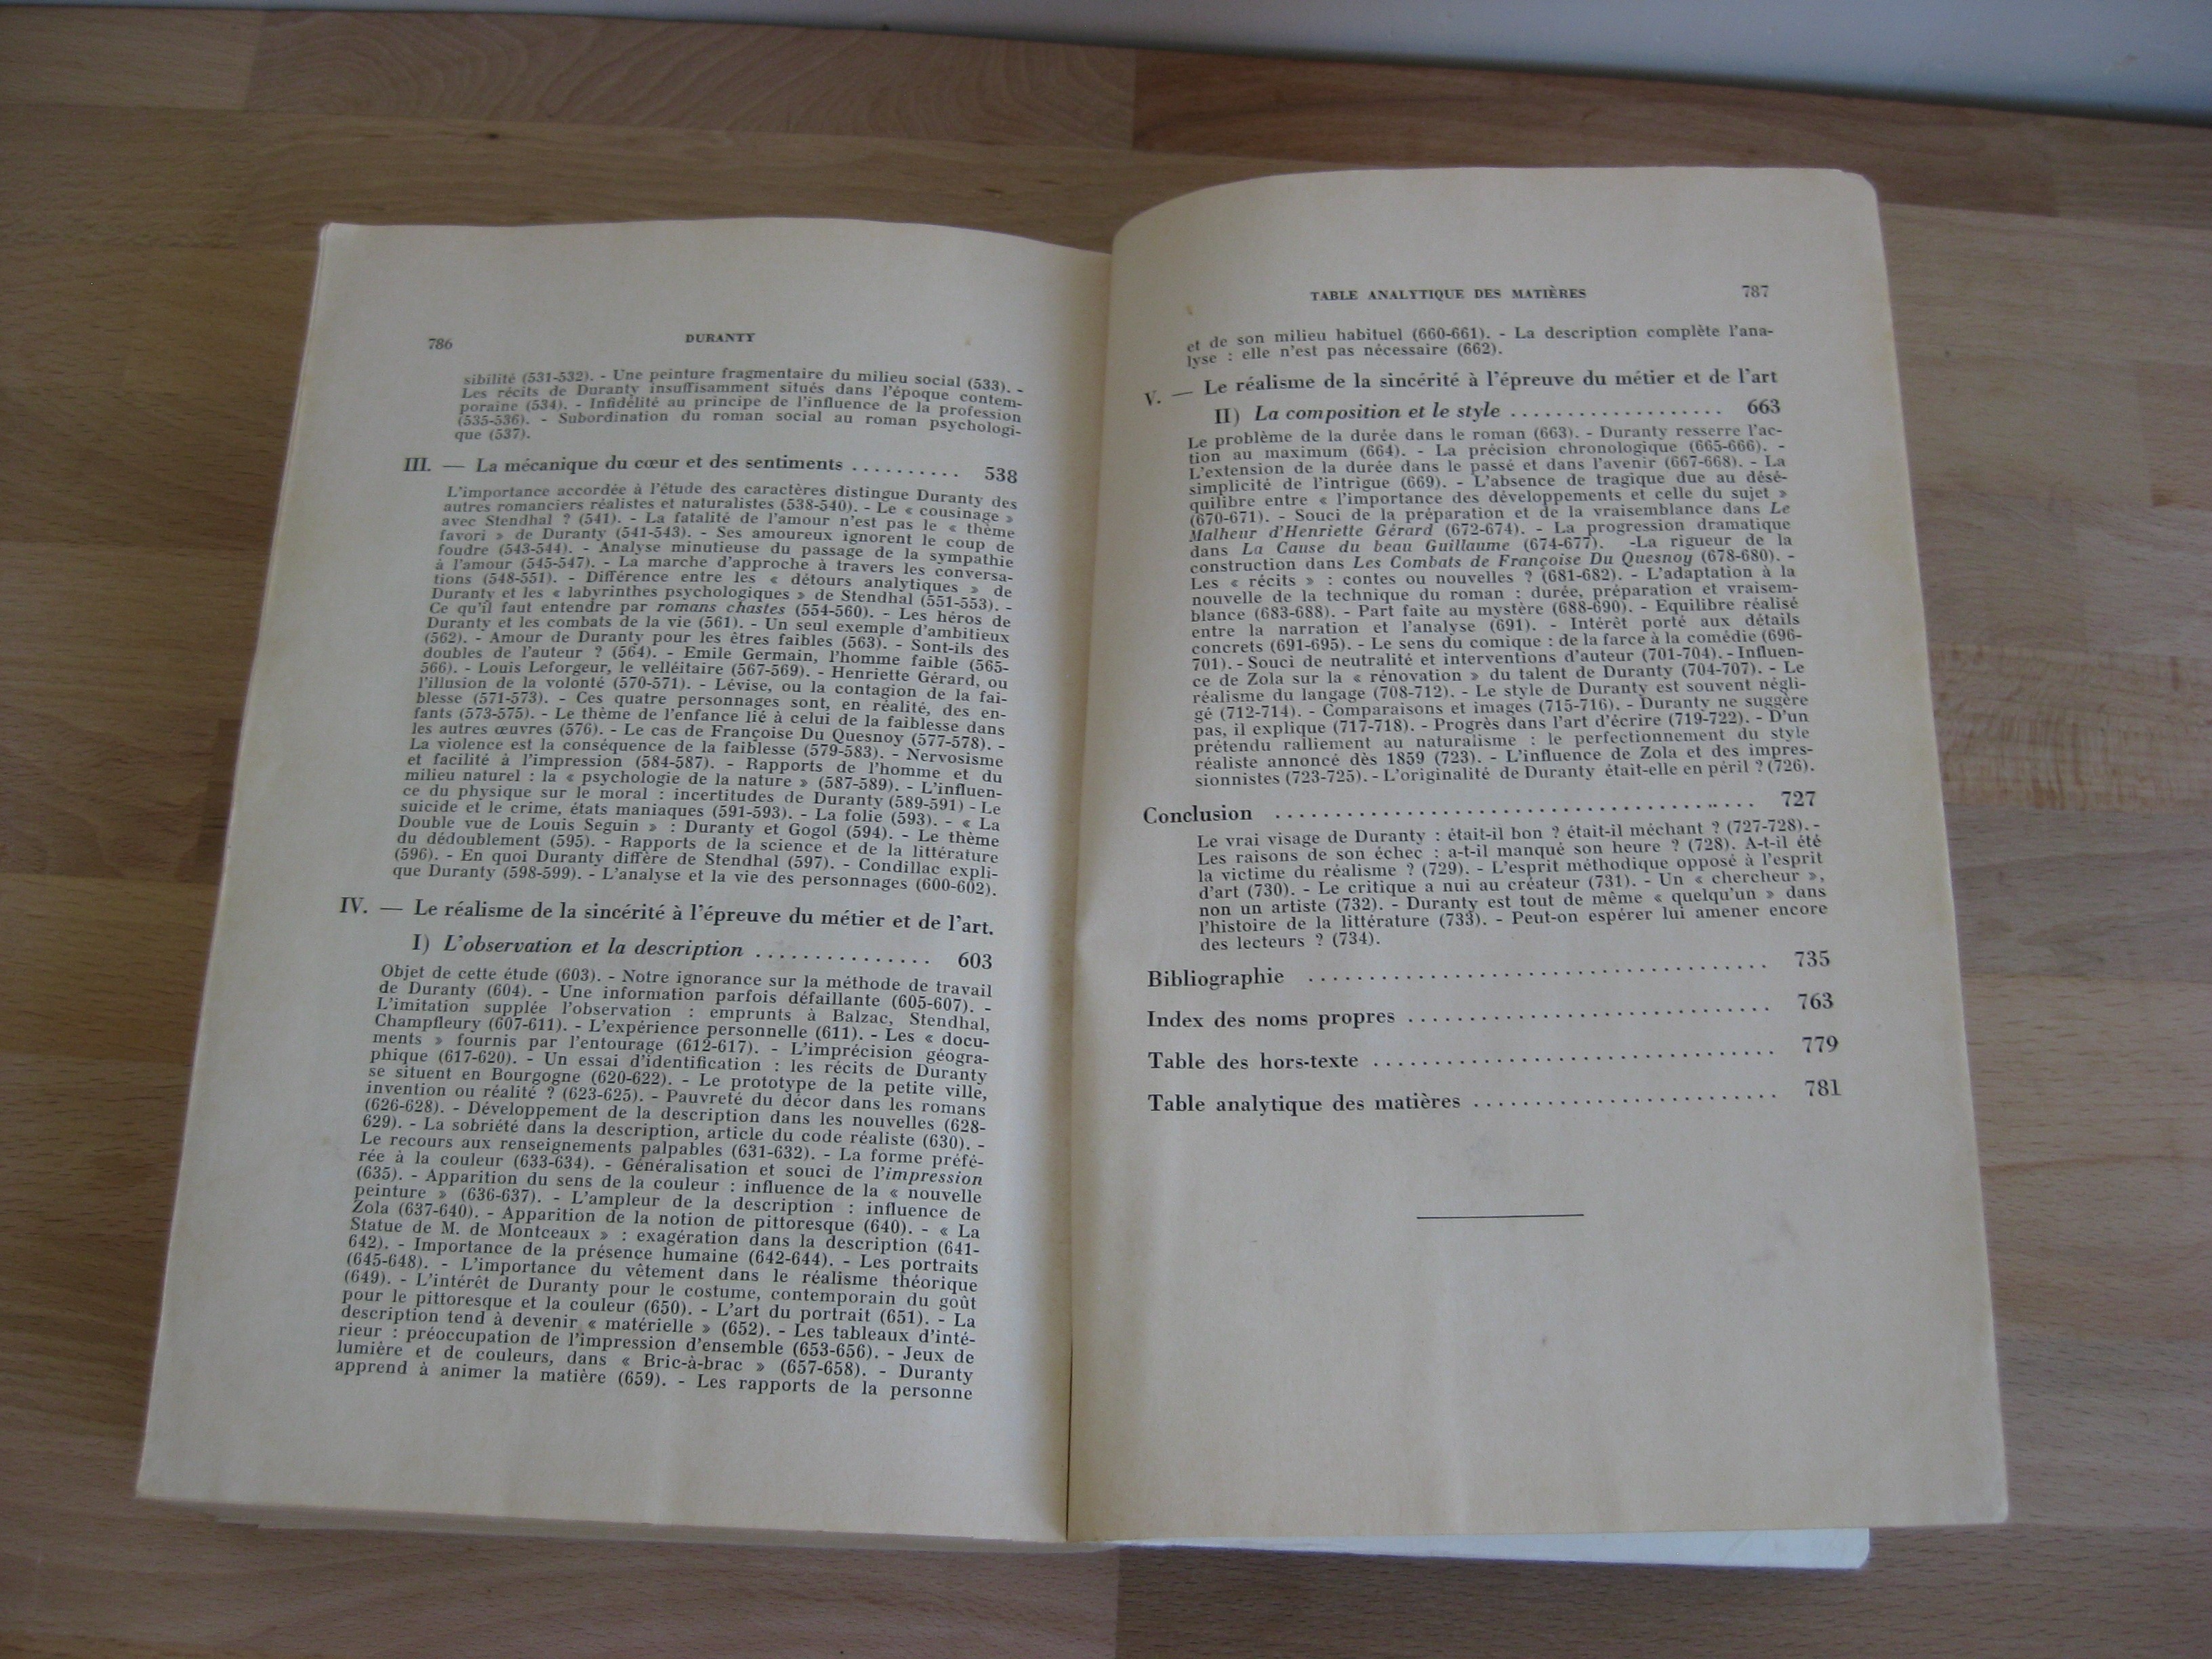 786
DURANTY
sibilité (531-532). - Une peinture fragmentaire du milieu social (533). -
Les récits de Duranty insuffisamment situés dans l'époque contem-
poraine (534). - Infidélité au principe de l'influence de la profession
(535-536). - Subordination du roman social au roman psychologi-
que (537).
III. — La mécanique du cœur et des sentiments .......... 538
L'importance accordée à l'étude des caractères distingue Duranty des
autres romanciers réalistes et naturalistes (538-540). - Le « cousinage »
avec Stendhal ? (541). - La fatalité de l'amour n'est pas le « thème
favori » de Duranty (541-543). - Ses amoureux ignorent le coup de
foudre (543-544). - Analyse minutieuse du passage de la sympathie
à l'amour (545-547). - La marche d'approche à travers les conversa-
tions (548-551). - Différence entre les « détours analytiques » de
Duranty et les « labyrinthes psychologiques » de Stendhal (551-553). -
Ce qu'il faut entendre par romans chastes (554-560). - Les héros de
Duranty et les combats de la vie (561). - Un seul exemple d'ambitieux
(562). - Amour de Duranty pour les êtres faibles (563). - Sont-ils des
doubles de l'auteur ? (564). - Emile Germain, l'homme faible (565-
566). - Louis Leforgeur, le velléitaire (567-569). - Henriette Gérard, ou
l'illusion de la volonté (570-571). - Lévise, ou la contagion de la fai-
blesse (571-573). - Ces quatre personnages sont, en réalité, des en-
fants (573-575). - Le thème de l'enfance lié à celui de la faiblesse dans
les autres œuvres (576). - Le cas de Françoise Du Quesnoy (577-578). -
La violence est la conséquence de la faiblesse (579-583). - Nervosisme
et facilité à l'impression (584-587). - Rapports de l'homme et du
milieu naturel : la « psychologie de la nature » (587-589). - L'influen-
ce du physique sur le moral : incertitudes de Duranty (589-591) - Le
suicide et le crime, états maniaques (591-593). - La folie (593). - « La
Double vue de Louis Seguin » : Duranty et Gogol (594). - Le thème
du dédoublement (595). - Rapports de la science et de la littérature
(596). - En quoi Duranty diffère de Stendhal (597). - Condillac expli-
que Duranty (598-599). - L'analyse et la vie des personnages (600-602).
IV. — Le réalisme de la sincérité à l'épreuve du métier et de l'art.
I) L'observation et la description ............... 603
Objet de cette étude (603). - Notre ignorance sur la méthode de travail
de Duranty (604). - Une information parfois défaillante (605-607). -
L'imitation supplée l'observation : emprunts à Balzac, Stendhal,
Champfleury (607-611). - L'expérience personnelle (611). - Les « docu-
ments » fournis par l'entourage (612-617). - L'imprécision géogra-
phique (617-620). - Un essai d'identification : les récits de Duranty
se situent en Bourgogne (620-622). - Le prototype de la petite ville,
invention ou réalité ? (623-625). - Pauvreté du décor dans les romans
(626-628). - Développement de la description dans les nouvelles (628-
629). - La sobriété dans la description, article du code réaliste (630). -
Le recours aux renseignements palpables (631-632). - La forme préfé-
rée à la couleur (633-634). - Généralisation et souci de l'impression
(635). - Apparition du sens de la couleur : influence de la « nouvelle
peinture » (636-637). - L'ampleur de la description : influence de
Zola (637-640). - Apparition de la notion de pittoresque (640). - « La
Statue de M. de Montceaux » : exagération dans la description (641-
642). - Importance de la présence humaine (642-644). - Les portraits
(645-648). - L'importance du vêtement dans le réalisme théorique
(649). - L'intérêt de Duranty pour le costume, contemporain du goût
pour le pittoresque et la couleur (650). - L'art du portrait (651). - La
description tend à devenir « matérielle » (652). - Les tableaux d'inté-
rieur : préoccupation de l'impression d'ensemble (653-656). - Jeux de
lumière et de couleurs, dans « Bric-à-brac » (657-658). - Duranty
apprend à animer la matière (659). - Les rapports de la personne
TABLE ANALYTIQUE DES MATIÈRES
787
et de son milieu habituel (660-661). - La description complète l'ana-
lyse : elle n'est pas nécessaire (662).
V. — Le réalisme de la sincérité à l'épreuve du métier et de l'art
II) La composition et le style .................. 663
Le problème de la durée dans le roman (663). - Duranty resserre l'ac-
tion au maximum (664). - La précision chronologique (665-666). -
L'extension de la durée dans le passé et dans l'avenir (667-668). - La
simplicité de l'intrigue (669). - L'absence de tragique due au désé-
quilibre entre « l'importance des développements et celle du sujet »
(670-671). - Souci de la préparation et de la vraisemblance dans Le
Malheur d'Henriette Gérard (672-674). - La progression dramatique
dans La Cause du beau Guillaume (674-677). -La rigueur de la
construction dans Les Combats de Françoise Du Quesnoy (678-680). -
Les « récits » : contes ou nouvelles ? (681-682). - L'adaptation à la
nouvelle de la technique du roman : durée, préparation et vraisem-
blance (683-688). - Part faite au mystère (688-690). - Equilibre réalisé
entre la narration et l'analyse (691). - Intérêt porté aux détails
concrets (691-695). - Le sens du comique : de la farce à la comédie (696-
701). - Souci de neutralité et interventions d'auteur (701-704). - Influen-
ce de Zola sur la « rénovation » du talent de Duranty (704-707). - Le
réalisme du langage (708-712). - Le style de Duranty est souvent négli-
gé (712-714). - Comparaisons et images (715-716). - Duranty ne suggère
pas, il explique (717-718). - Progrès dans l'art d'écrire (719-722). - D'un
prétendu ralliement au naturalisme : le perfectionnement du style
réaliste annoncé dès 1859 (723). - L'influence de Zola et des impres-
sionnistes (723-725). - L'originalité de Duranty était-elle en péril ? (726).
Conclusion ........................................ 727
Le vrai visage de Duranty : était-il bon ? était-il méchant ? (727-728). -
Les raisons de son échec : a-t-il manqué son heure ? (728). A-t-il été
la victime du réalisme ? (729). - L'esprit méthodique opposé à l'esprit
d'art (730). - Le critique a nui au créateur (731). - Un « chercheur »,
non un artiste (732). - Duranty est tout de même « quelqu'un » dans
l'histoire de la littérature (733). - Peut-on espérer lui amener encore
des lecteurs ? (734).
Bibliographie ...................................... 735
Index des noms propres .............................. 763
Table des hors-texte ................................. 779
Table analytique des matières ......................... 781